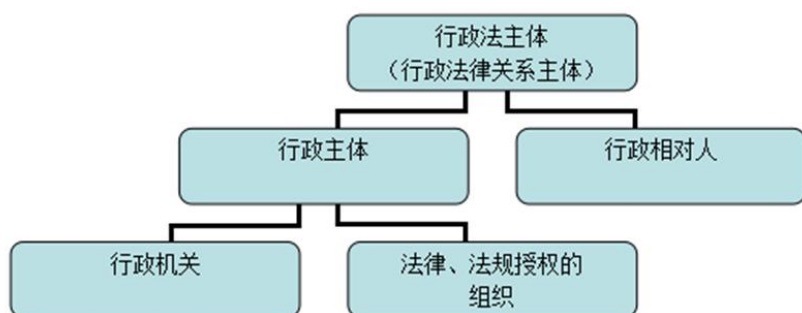 行政法主体
（行政法律关系主体）
行政主体
行政相对人
行政机关
法律、法规授权的
组织